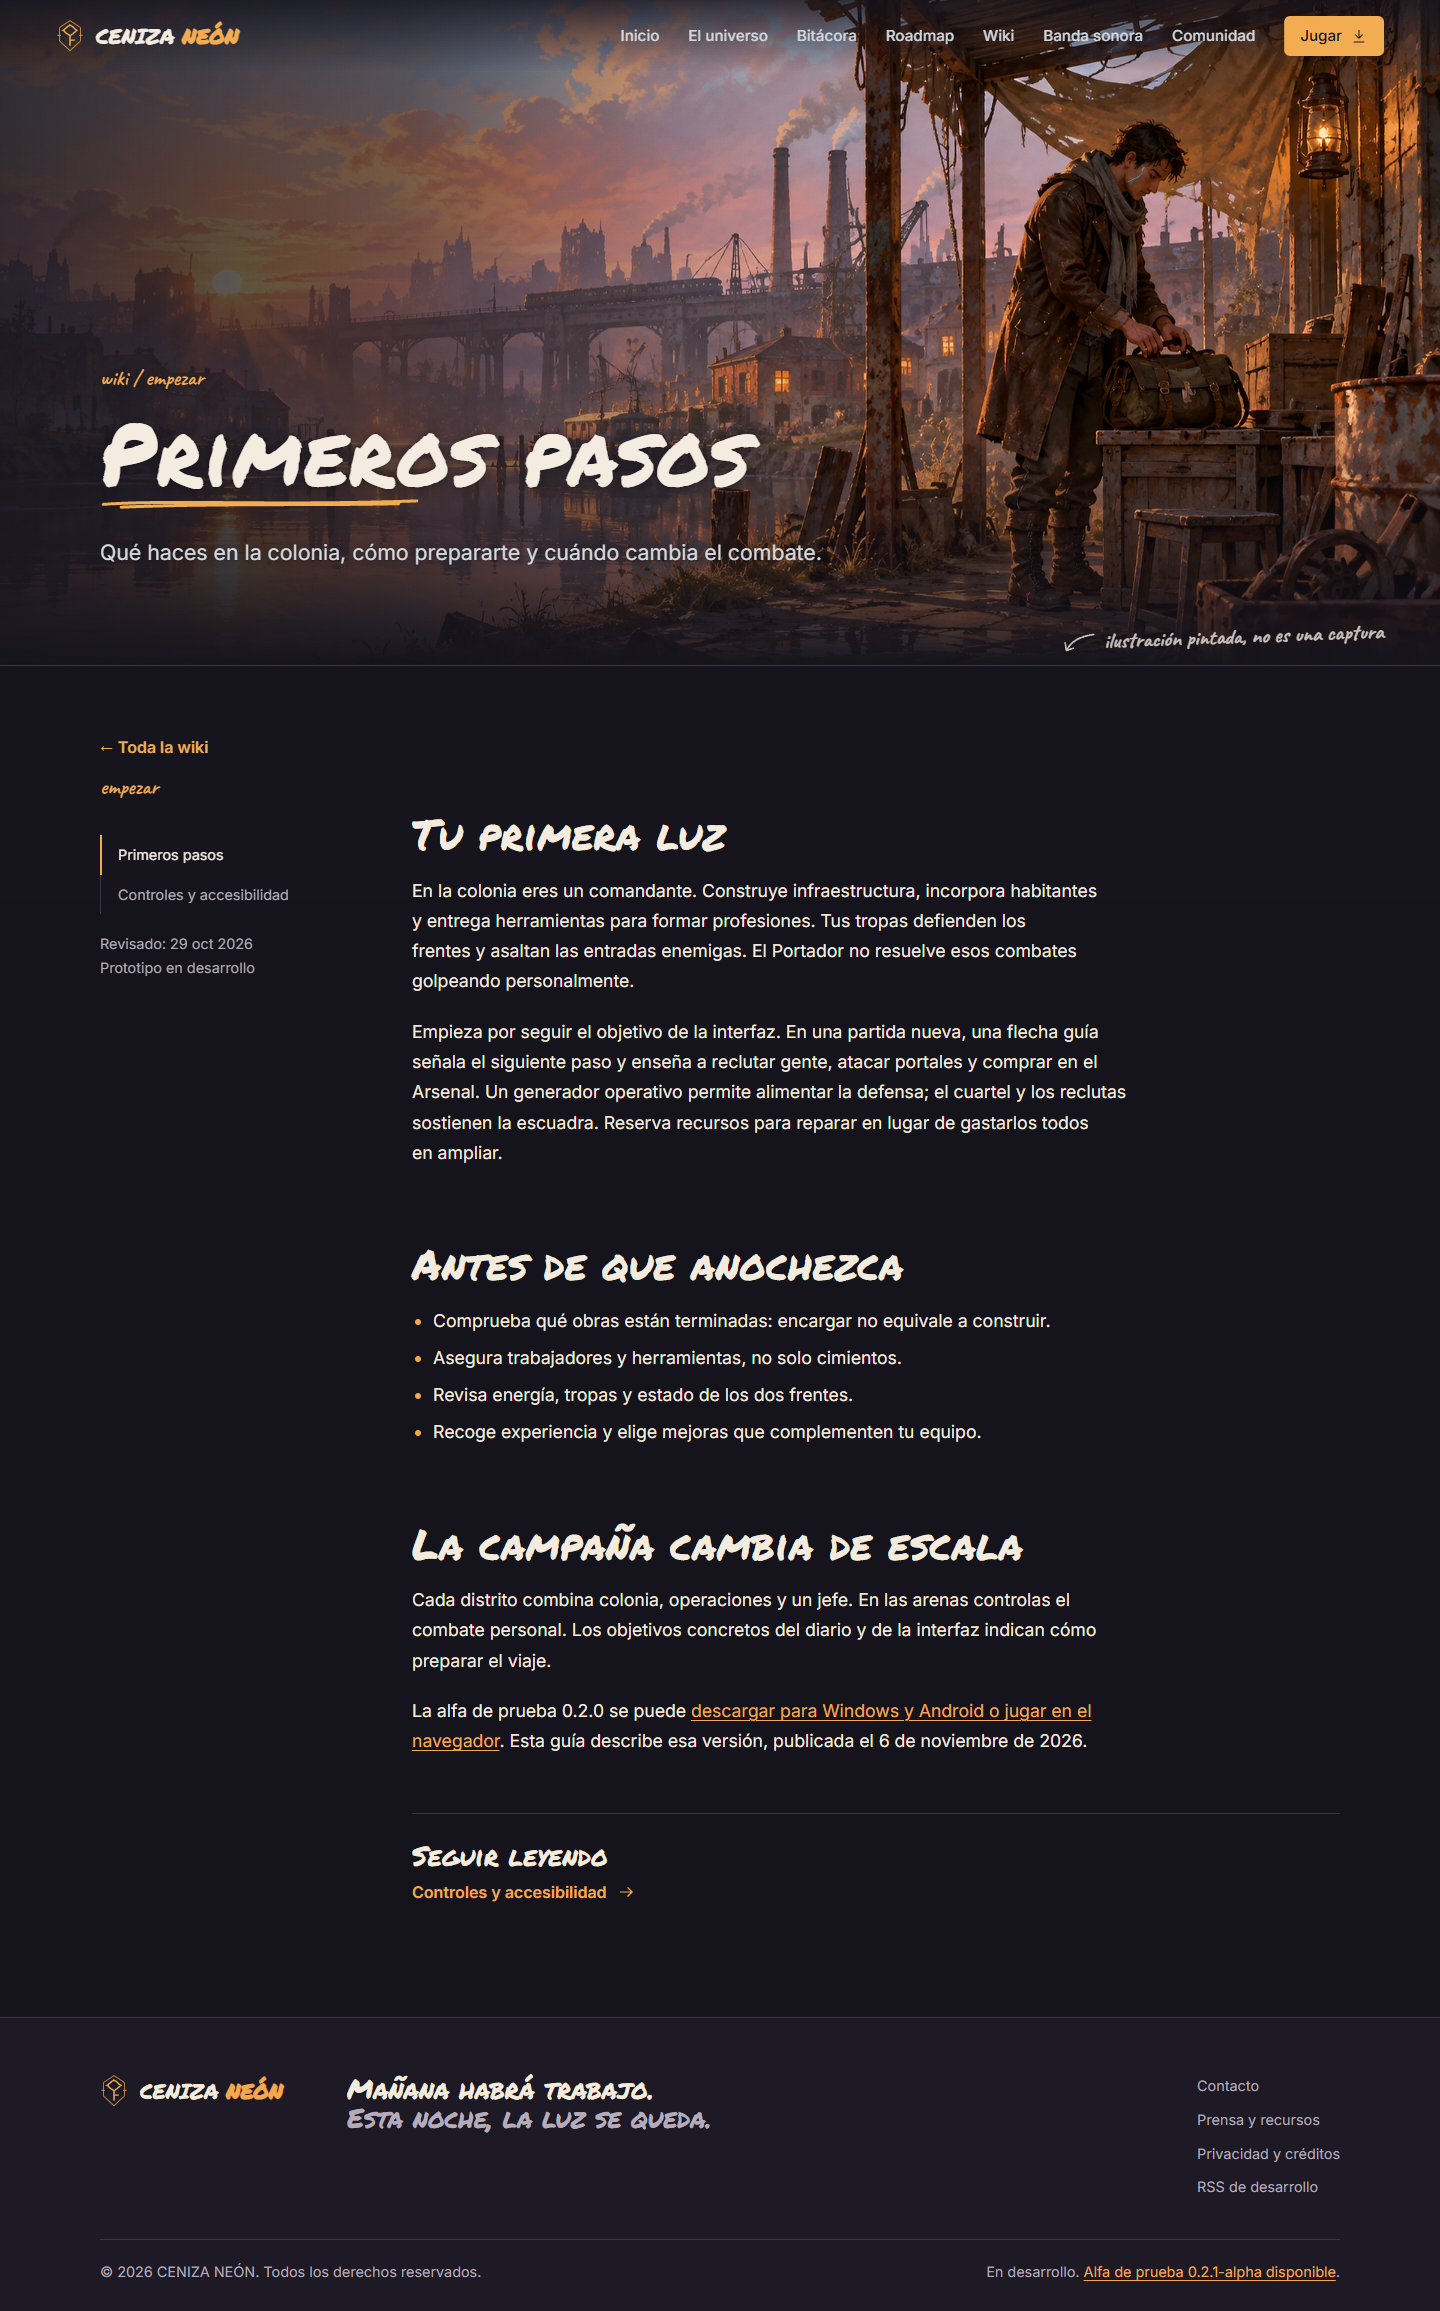 CENIZA NEÓN
Inicio
El universo
Bitácora
Roadmap
Wiki
Banda sonora
Comunidad
Jugar
wiki / empezar
PRIMEROS PASOS
Qué haces en la colonia, cómo prepararte y cuándo cambia el combate.
ilustración pintada, no es una captura
← Toda la wiki
empezar
Primeros pasos
Controles y accesibilidad
Revisado: 29 oct 2026
Prototipo en desarrollo
TU PRIMERA LUZ
En la colonia eres un comandante. Construye infraestructura, incorpora habitantes
y entrega herramientas para formar profesiones. Tus tropas defienden los
frentes y asaltan las entradas enemigas. El Portador no resuelve esos combates
golpeando personalmente.
Empieza por seguir el objetivo de la interfaz. En una partida nueva, una flecha guía
señala el siguiente paso y enseña a reclutar gente, atacar portales y comprar en el
Arsenal. Un generador operativo permite alimentar la defensa; el cuartel y los reclutas
sostienen la escuadra. Reserva recursos para reparar en lugar de gastarlos todos
en ampliar.
ANTES DE QUE ANOCHEZCA
• Comprueba qué obras están terminadas: encargar no equivale a construir.
• Asegura trabajadores y herramientas, no solo cimientos.
• Revisa energía, tropas y estado de los dos frentes.
• Recoge experiencia y elige mejoras que complementen tu equipo.
LA CAMPAÑA CAMBIA DE ESCALA
Cada distrito combina colonia, operaciones y un jefe. En las arenas controlas el
combate personal. Los objetivos concretos del diario y de la interfaz indican cómo
preparar el viaje.
La alfa de prueba 0.2.0 se puede descargar para Windows y Android o jugar en el
navegador. Esta guía describe esa versión, publicada el 6 de noviembre de 2026.
SEGUIR LEYENDO
Controles y accesibilidad →
CENIZA NEÓN
MAÑANA HABRÁ TRABAJO.
ESTA NOCHE, LA LUZ SE QUEDA.
Contacto
Prensa y recursos
Privacidad y créditos
RSS de desarrollo
© 2026 CENIZA NEÓN. Todos los derechos reservados.
En desarrollo. Alfa de prueba 0.2.1-alpha disponible.